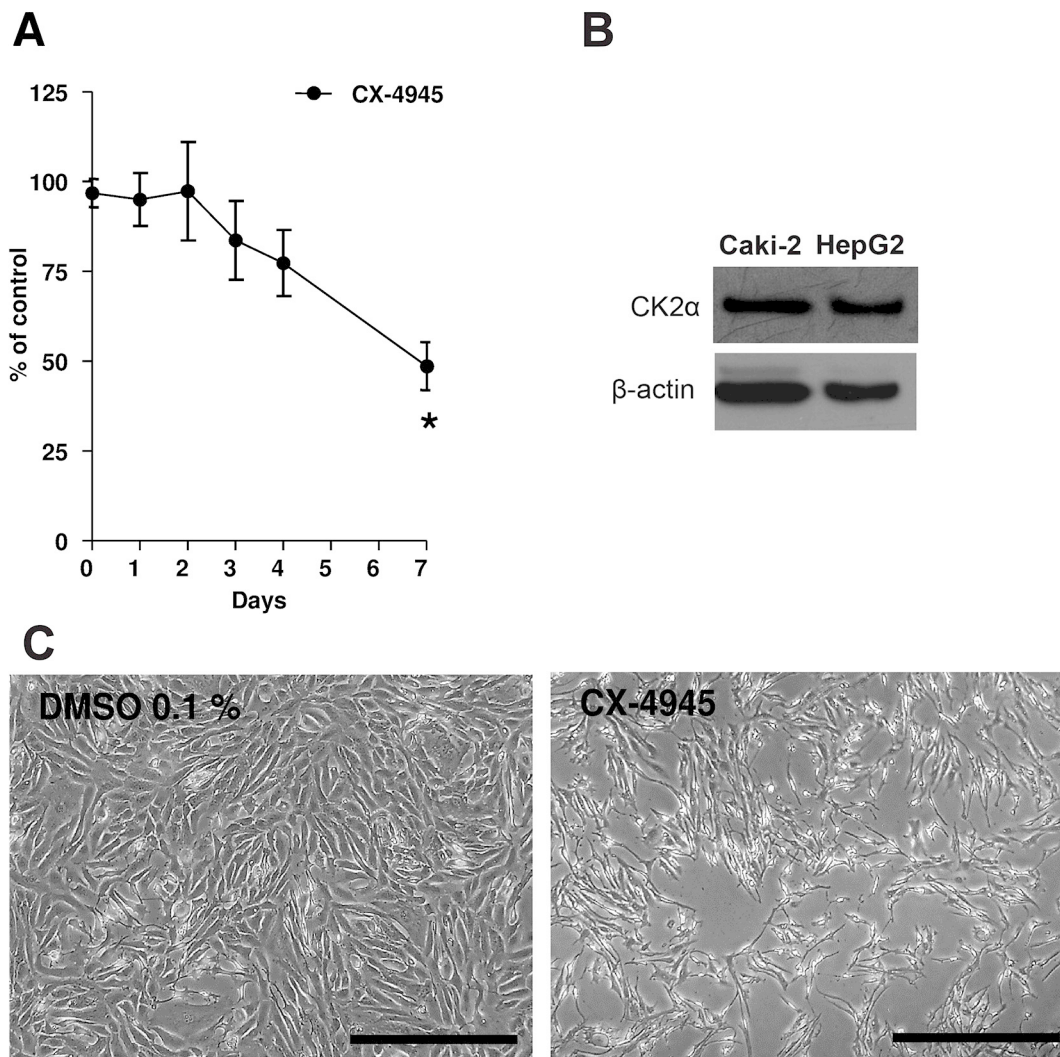 A
B
CX-4945
125
100
75
50
25
0
% of control
*
0 1 2 3 4 5 6 7
Days
Caki-2 HepG2
CK2α
β-actin
C
DMSO 0.1 %
CX-4945